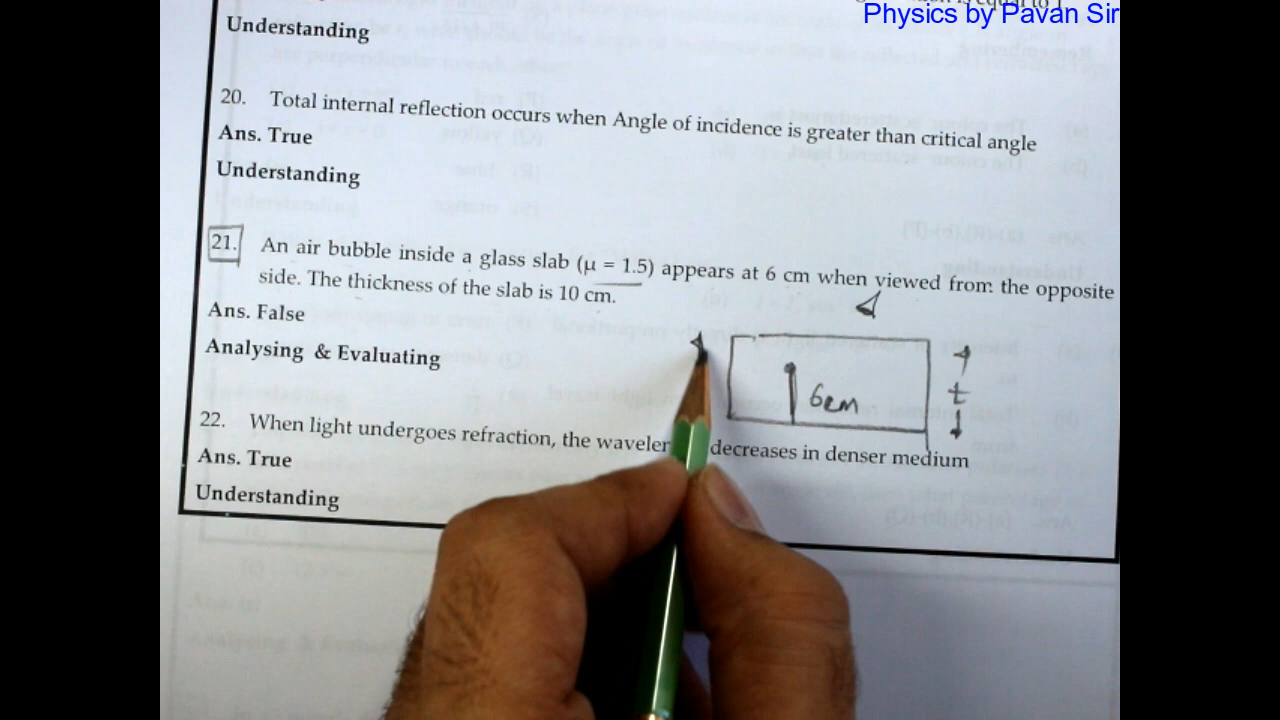 Physics by Pavan Sir
Understanding
20. Total internal reflection occurs when Angle of incidence is greater than critical angle
Ans. True
Understanding
21. An air bubble inside a glass slab (μ = 1.5) appears at 6 cm when viewed from the opposite
side. The thickness of the slab is 10 cm.
Ans. False
Analysing & Evaluating
6cm
t
22. When light undergoes refraction, the waveler decreases in denser medium
Ans. True
Understanding